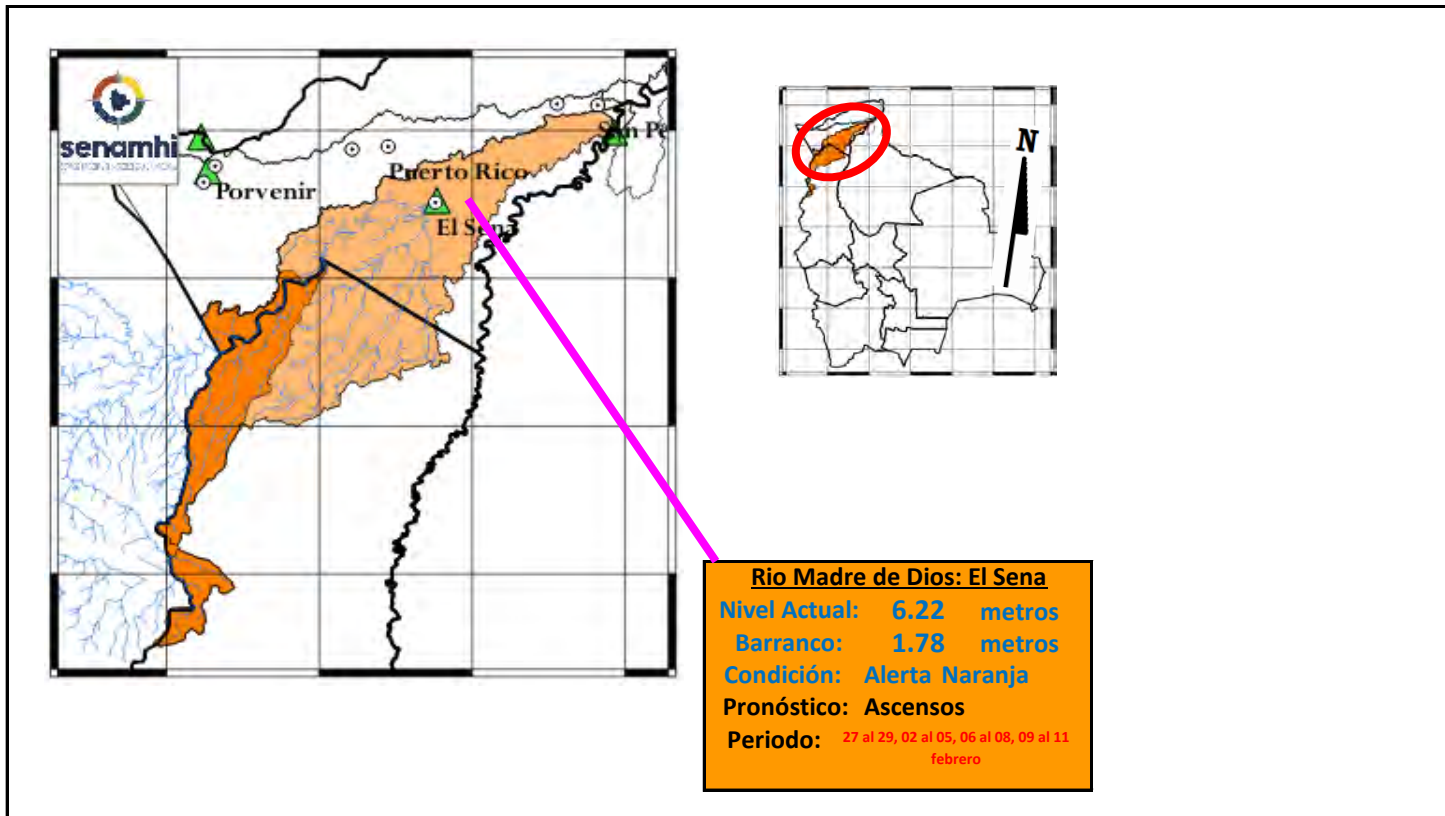 senamhi
Porvenir
Puerto Rico
San Pe
El Sena
N
Rio Madre de Dios: El Sena
Nivel Actual: 6.22 metros
Barranco: 1.78 metros
Condición: Alerta Naranja
Pronóstico: Ascensos
Periodo: 27 al 29, 02 al 05, 06 al 08, 09 al 11
febrero